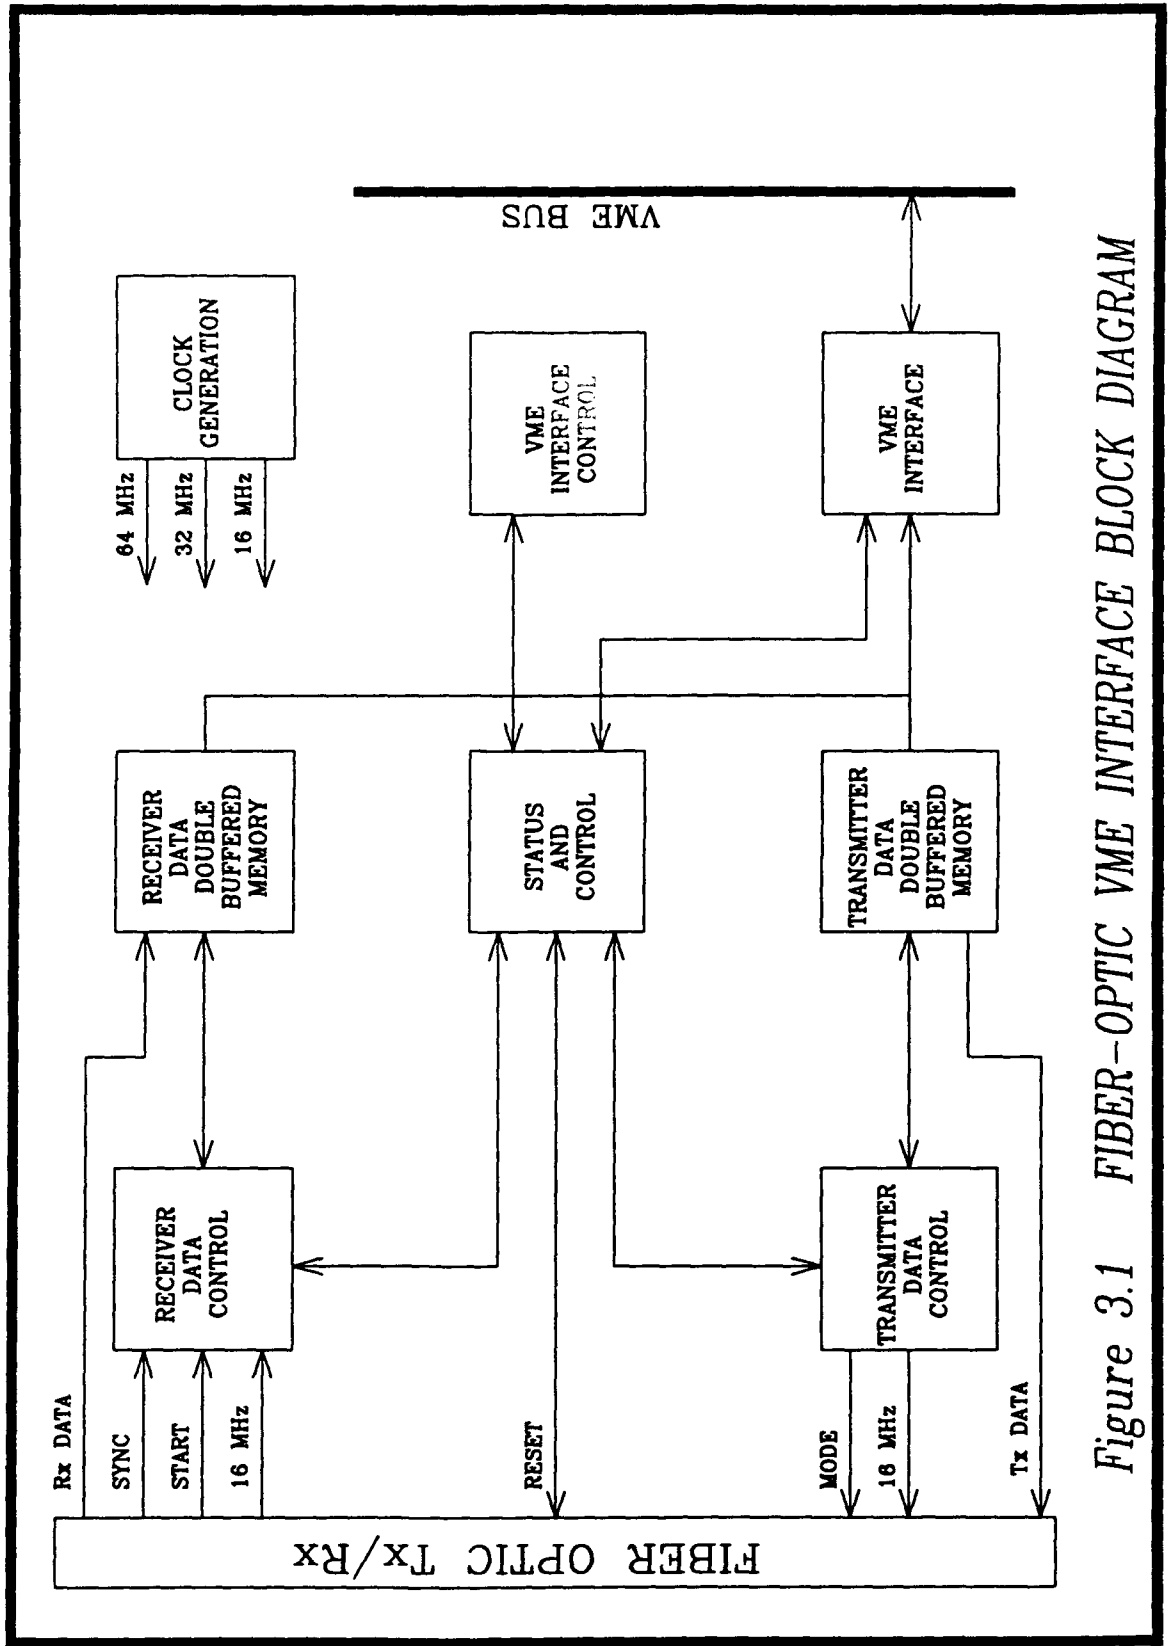 Rx DATA
SYNC
START
16 MHz
RESET
MODE
16 MHz
Tx DATA
FIBER OPTIC Tx/Rx
RECEIVER
DATA
CONTROL
TRANSMITTER
DATA
CONTROL
RECEIVER
DATA
DOUBLE
BUFFERED
MEMORY
STATUS
AND
CONTROL
TRANSMITTER
DATA
DOUBLE
BUFFERED
MEMORY
64 MHz
32 MHz
16 MHz
CLOCK
GENERATION
VME
INTERFACE
CONTROL
VME
INTERFACE
VME BUS
Figure 3.1 FIBER-OPTIC VME INTERFACE BLOCK DIAGRAM